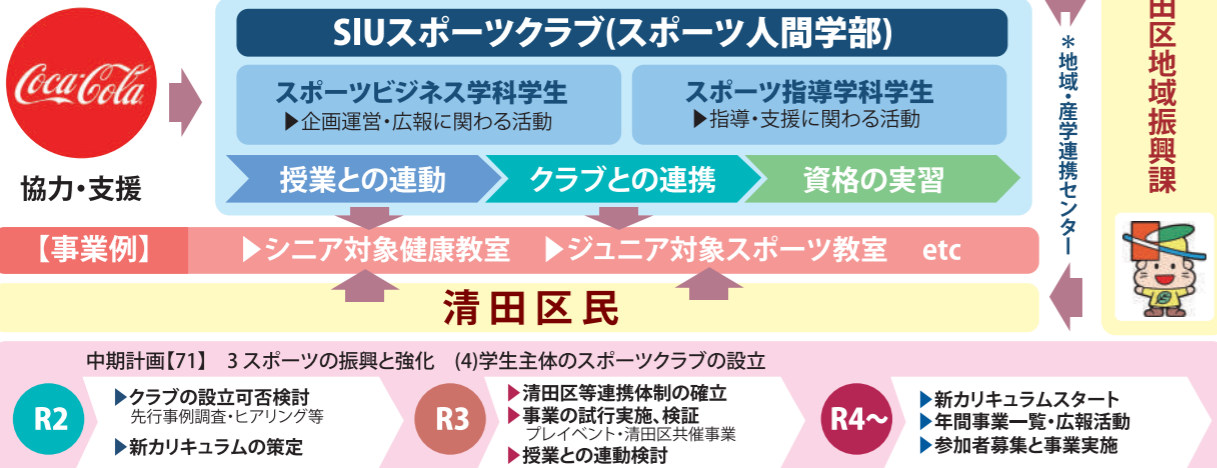 Coca-Cola
協力・支援
SIUスポーツクラブ(スポーツ人間学部)
スポーツビジネス学科学生
▶企画運営・広報に関わる活動
スポーツ指導学科学生
▶指導・支援に関わる活動
授業との連動
クラブとの連携
資格の実習
＊地域・産学連携センター
田区地域振興課
【事業例】
▶シニア対象健康教室 ▶ジュニア対象スポーツ教室 etc
清田区民
中期計画【71】 3 スポーツの振興と強化 (4)学生主体のスポーツクラブの設立
R2
▶クラブの設立可否検討
先行事例調査・ヒアリング等
▶新カリキュラムの策定
R3
▶清田区等連携体制の確立
▶事業の試行実施、検証
プレイベント・清田区共催事業
▶授業との連動検討
R4～
▶新カリキュラムスタート
▶年間事業一覧・広報活動
▶参加者募集と事業実施